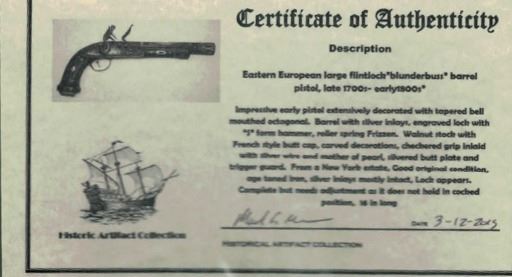 Certificate of Authenticity
Description
Eastern European large flintlock"blunderbuss" barrel
pistol, late 1700s- early1800s"
Impressive early pistol extensively decorated with tapered bell
mouthed octagonal. Barrel with silver inlays, engraved lock with
"S" form hammer, roller spring Frizzen. Walnut stock with
French style butt cap, carved decorations, checkered grip inlaid
with silver wire and mother of pearl, silvered butt plate and
trigger guard. From a New York estate, Good original condition,
age toned iron, silver inlays mostly intact, Lock appears.
Complete but needs adjustment as it does not hold in cocked
position, 16 in long
DATE 3-12-2015
Historic Artifact Collection
HISTORICAL ARTIFACT COLLECTION